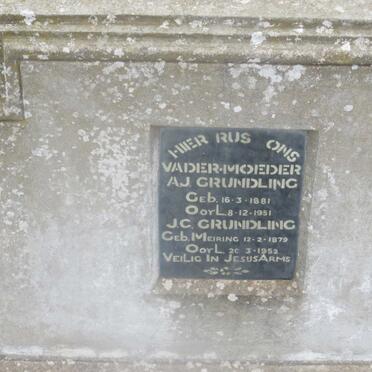 HIER RUS ONS
VADER-MOEDER
A.J. GRUNDLING
GEB. 16-3-1881
OORL. 8-12-1951
J.C. GRUNDLING
GEB. MEIRING 12-2-1879
OORL. 20-3-1952
VEILIG IN JESUS ARMS